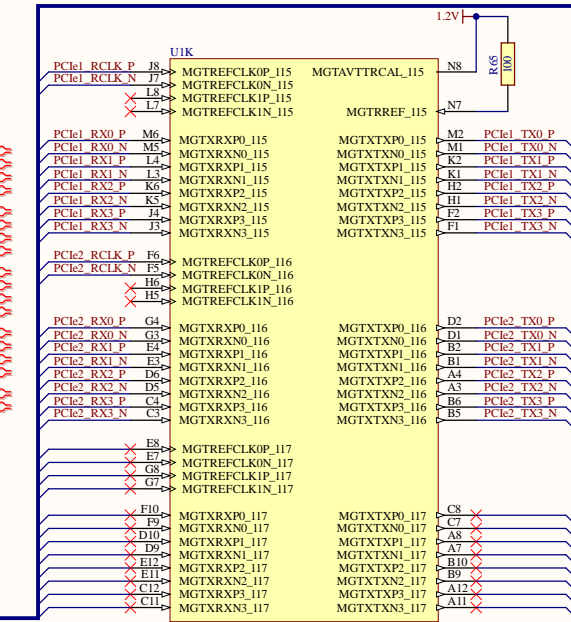 1.2V
R65
100
U1K
PCIe1_RCLK_P J8 MGTREFCLK0P_115 MGTAVTTRCAL_115 N8
PCIe1_RCLK_N J7 MGTREFCLK0N_115
L8 MGTREFCLK1P_115
L7 MGTREFCLK1N_115 MGTRREF_115 N7
PCIe1_RX0_P M6 MGTXRXP0_115 MGTXTXP0_115 M2 PCIe1_TX0_P
PCIe1_RX0_N M5 MGTXRXN0_115 MGTXTXN0_115 M1 PCIe1_TX0_N
PCIe1_RX1_P L4 MGTXRXP1_115 MGTXTXP1_115 K2 PCIe1_TX1_P
PCIe1_RX1_N L3 MGTXRXN1_115 MGTXTXN1_115 K1 PCIe1_TX1_N
PCIe1_RX2_P K6 MGTXRXP2_115 MGTXTXP2_115 H2 PCIe1_TX2_P
PCIe1_RX2_N K5 MGTXRXN2_115 MGTXTXN2_115 H1 PCIe1_TX2_N
PCIe1_RX3_P J4 MGTXRXP3_115 MGTXTXP3_115 F2 PCIe1_TX3_P
PCIe1_RX3_N J3 MGTXRXN3_115 MGTXTXN3_115 F1 PCIe1_TX3_N
PCIe2_RCLK_P F6 MGTREFCLK0P_116
PCIe2_RCLK_N F5 MGTREFCLK0N_116
H6 MGTREFCLK1P_116
H5 MGTREFCLK1N_116
PCIe2_RX0_P G4 MGTXRXP0_116 MGTXTXP0_116 D2 PCIe2_TX0_P
PCIe2_RX0_N G3 MGTXRXN0_116 MGTXTXN0_116 D1 PCIe2_TX0_N
PCIe2_RX1_P E4 MGTXRXP1_116 MGTXTXP1_116 B2 PCIe2_TX1_P
PCIe2_RX1_N E3 MGTXRXN1_116 MGTXTXN1_116 B1 PCIe2_TX1_N
PCIe2_RX2_P D6 MGTXRXP2_116 MGTXTXP2_116 A4 PCIe2_TX2_P
PCIe2_RX2_N D5 MGTXRXN2_116 MGTXTXN2_116 A3 PCIe2_TX2_N
PCIe2_RX3_P C4 MGTXRXP3_116 MGTXTXP3_116 B6 PCIe2_TX3_P
PCIe2_RX3_N C3 MGTXRXN3_116 MGTXTXN3_116 B5 PCIe2_TX3_N
E8 MGTREFCLK0P_117
E7 MGTREFCLK0N_117
G8 MGTREFCLK1P_117
G7 MGTREFCLK1N_117
F10 MGTXRXP0_117 MGTXTXP0_117 C8
F9 MGTXRXN0_117 MGTXTXN0_117 C7
D10 MGTXRXP1_117 MGTXTXP1_117 A8
D9 MGTXRXN1_117 MGTXTXN1_117 A7
E12 MGTXRXP2_117 MGTXTXP2_117 B10
E11 MGTXRXN2_117 MGTXTXN2_117 B9
C12 MGTXRXP3_117 MGTXTXP3_117 A12
C11 MGTXRXN3_117 MGTXTXN3_117 A11